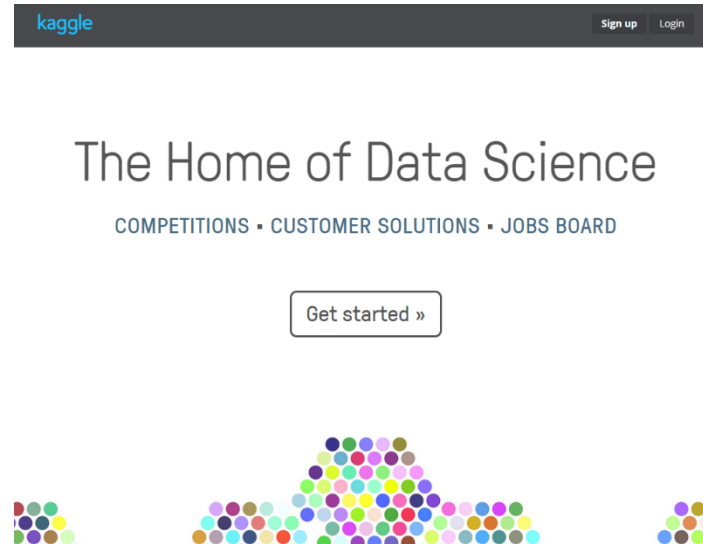 kaggle
Sign up Login
The Home of Data Science
COMPETITIONS ▪ CUSTOMER SOLUTIONS ▪ JOBS BOARD
Get started »